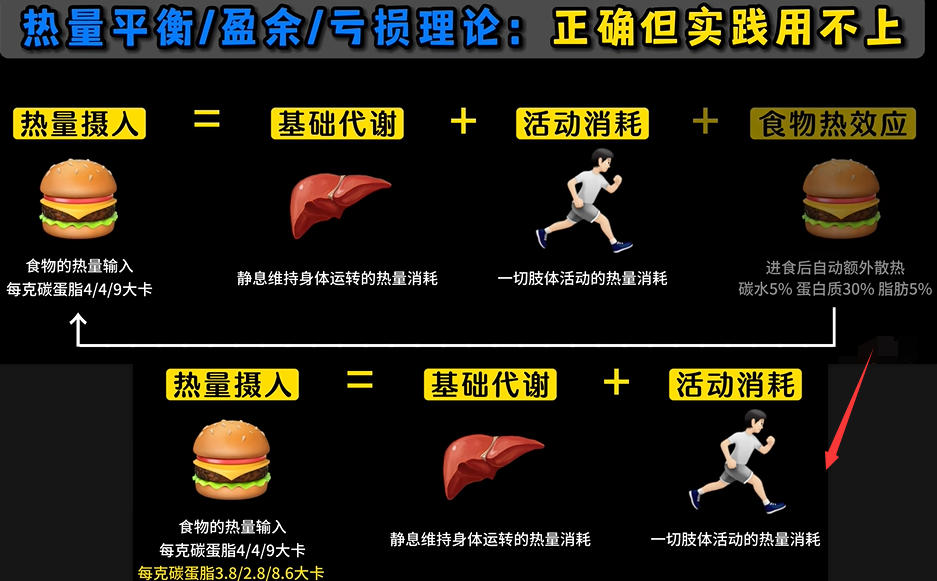 热量平衡/盈余/亏损理论：正确但实践用不上
热量摄入 = 基础代谢 + 活动消耗 + 食物热效应
食物的热量输入
每克碳蛋脂4/4/9大卡
静息维持身体运转的热量消耗
一切肢体活动的热量消耗
进食后自动额外散热
碳水5% 蛋白质30% 脂肪5%
热量摄入 = 基础代谢 + 活动消耗
食物的热量输入
每克碳蛋脂4/4/9大卡
每克碳蛋脂3.8/2.8/8.6大卡
静息维持身体运转的热量消耗
一切肢体活动的热量消耗